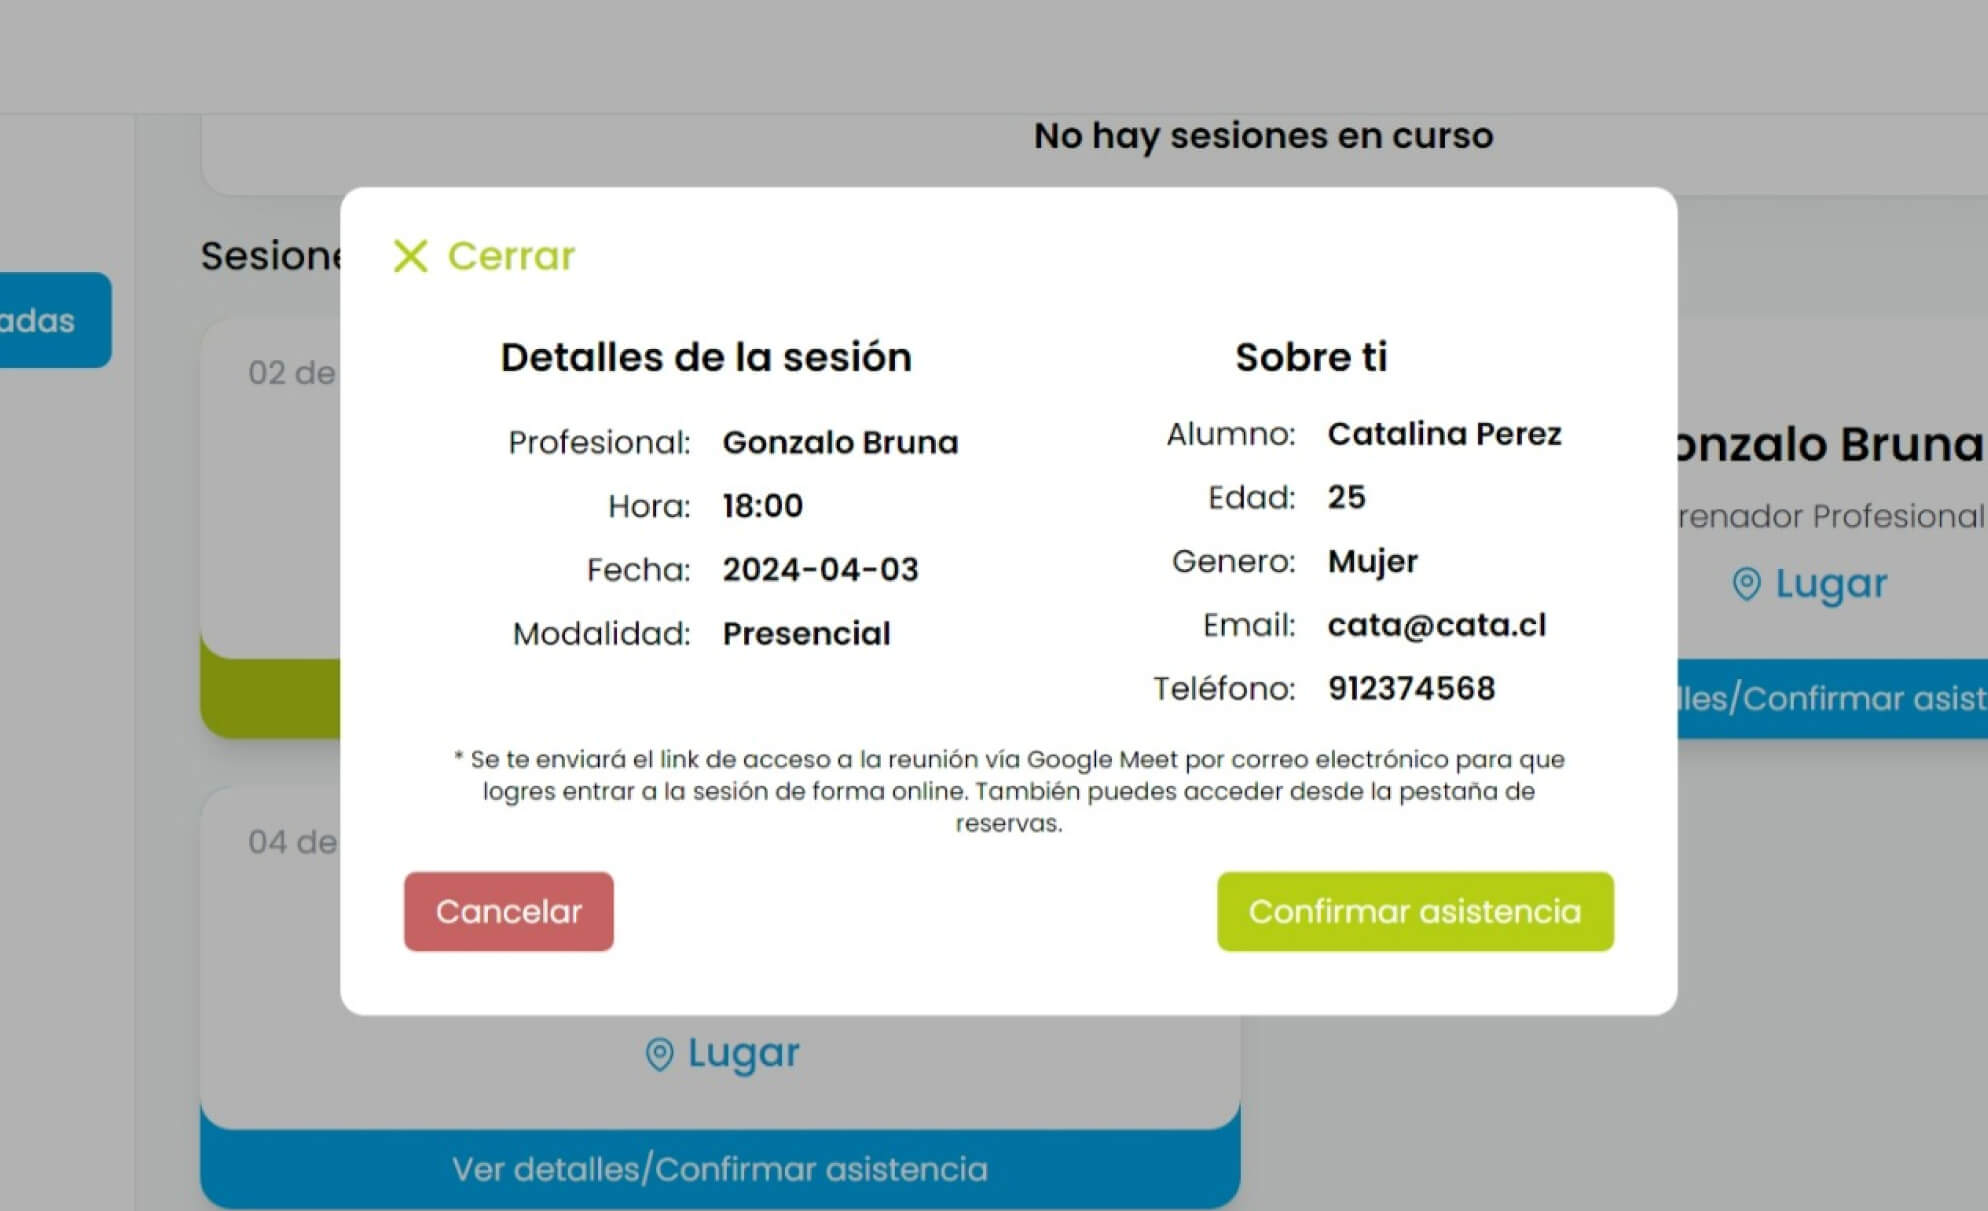 No hay sesiones en curso
Cerrar
Detalles de la sesión
Profesional: Gonzalo Bruna
Hora: 18:00
Fecha: 2024-04-03
Modalidad: Presencial
Sobre ti
Alumno: Catalina Perez
Edad: 25
Genero: Mujer
Email: cata@cata.cl
Teléfono: 912374568
* Se te enviará el link de acceso a la reunión vía Google Meet por correo electrónico para que
logres entrar a la sesión de forma online. También puedes acceder desde la pestaña de
reservas.
Cancelar
Confirmar asistencia
adas
02 de
onzalo Bruna
renador Profesional
Lugar
lles/Confirmar asist
04 de
Lugar
Ver detalles/Confirmar asistencia